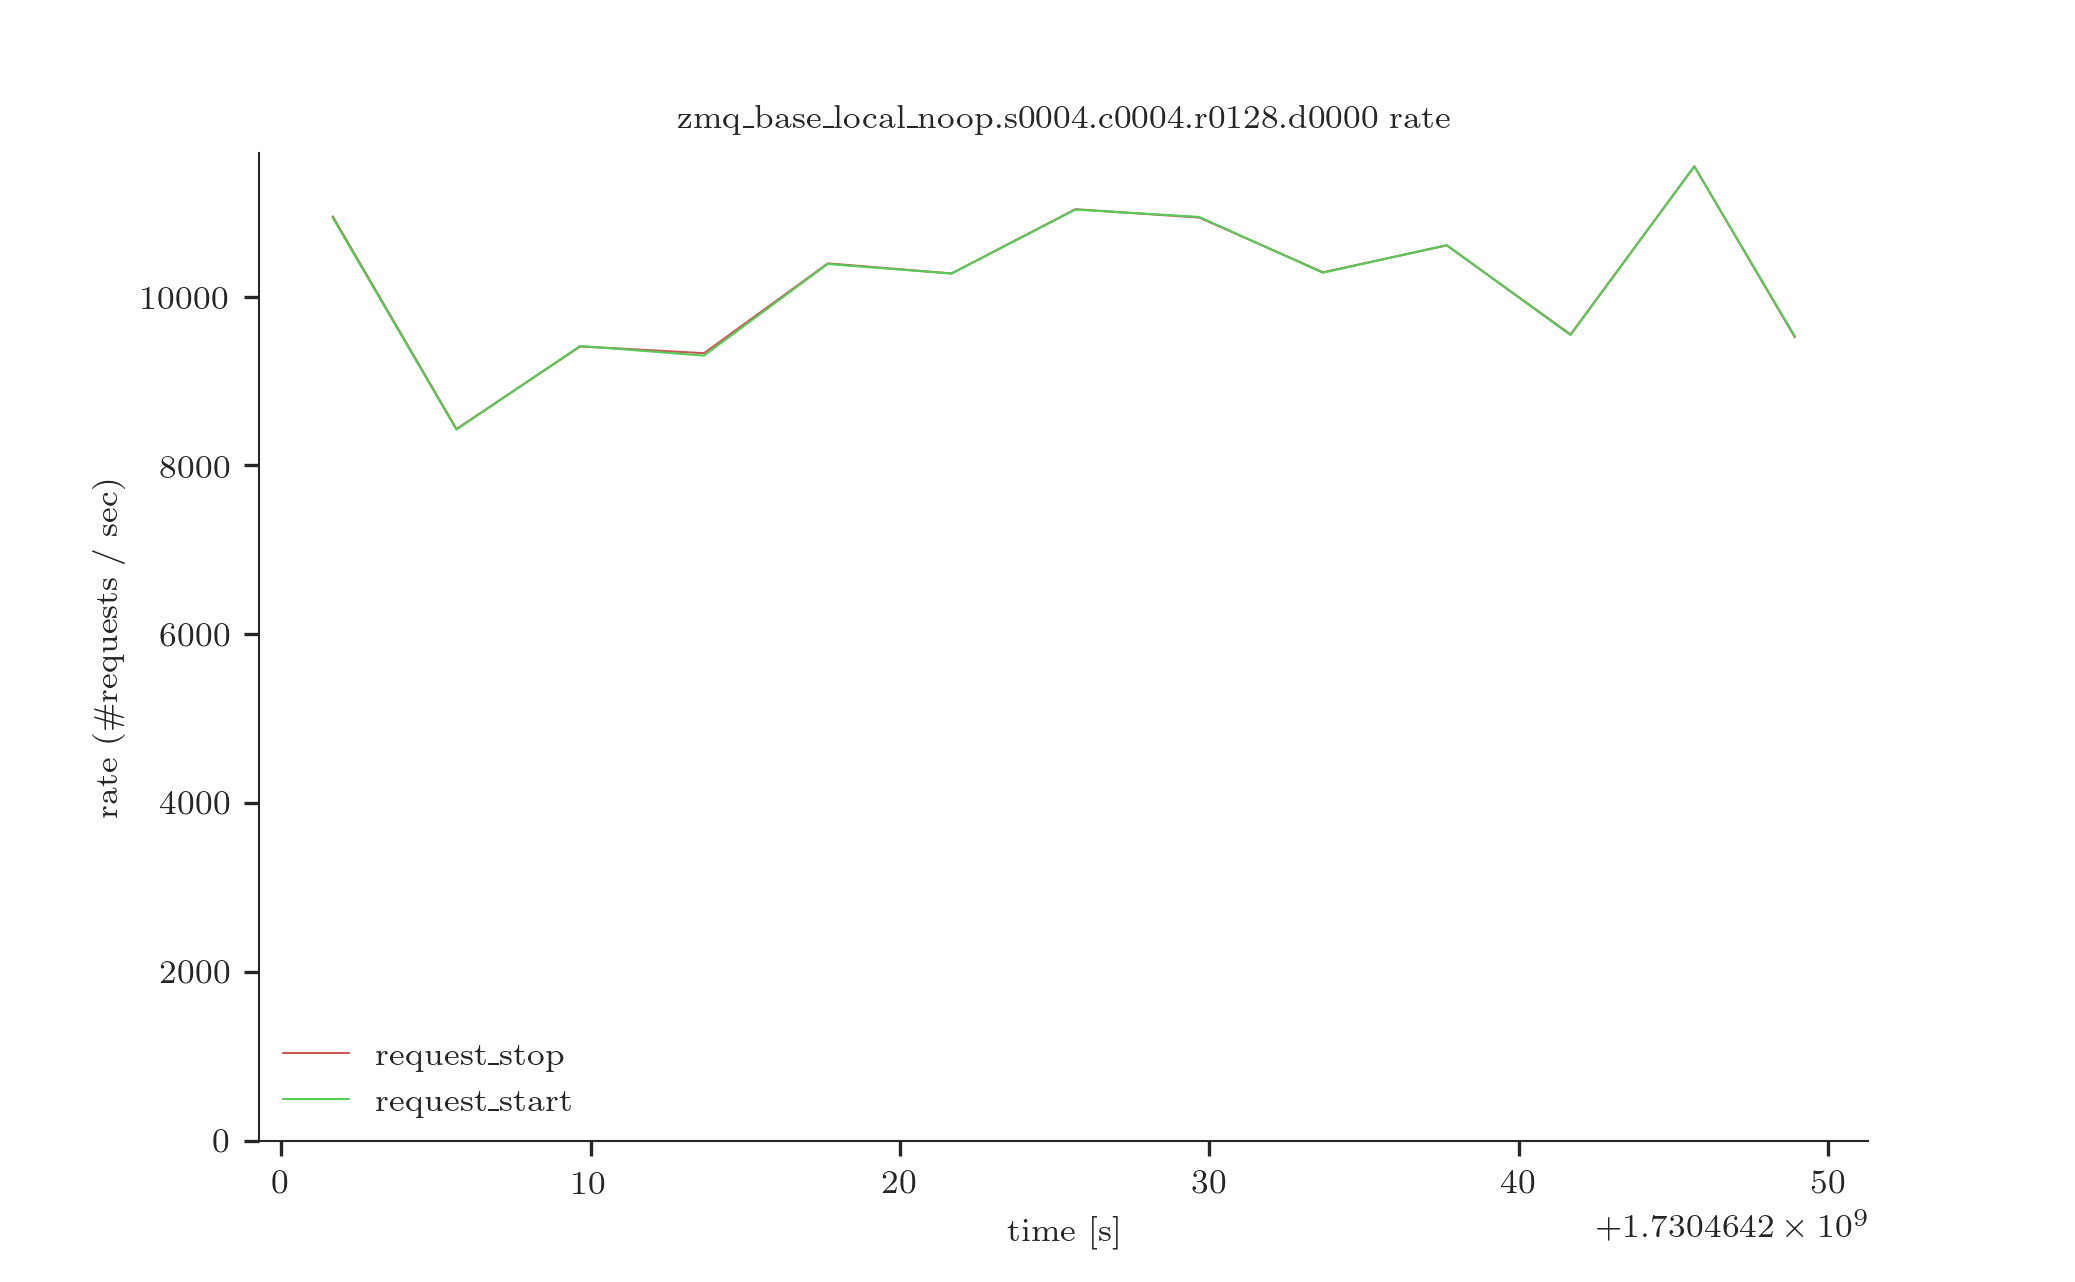 zmq_base_local_noop.s0004.c0004.r0128.d0000 rate
rate (#requests / sec)
10000
8000
6000
4000
2000
0
request_stop
request_start
0 10 20 30 40 50
time [s]
+1.7304642 × 10⁹